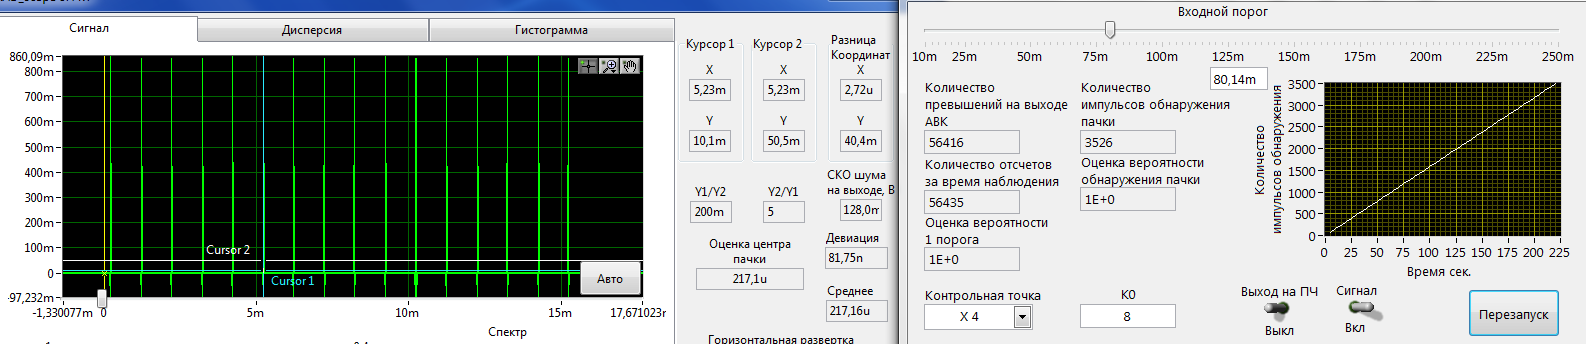 Сигнал
Дисперсия
Гистограмма
860,09m
800m
700m
600m
500m
400m
300m
200m
100m
0
-97,232m
-1,330077m
0
5m
10m
17,671023r
Спектр
Cursor 2
Cursor 1
Авто
Курсор 1
Курсор 2
Разница
Координат
X
X
X
5,23m
5,23m
2,72u
Y
Y
Y
10,1m
50,5m
40,4m
Y1/Y2
Y2/Y1
200m
5
СКО шума
на выходе, В
128,0m
Оценка центра
пачки
217,1u
Девиация
81,75n
Среднее
217,16u
Горизонтальная развертка
Входной порог
10m
25m
50m
75m
100m
125m
150m
175m
200m
225m
250m
80,14m
Количество
превышений на выходе
АВК
56416
Количество
импульсов обнаружения
пачки
3526
Количество отсчетов
за время наблюдения
56435
Оценка вероятности
обнаружения пачки
1E+0
Оценка вероятности
1 порога
1E+0
Контрольная точка
X 4
K0
8
Количество
импульсов обнаружения
3500
3000
2500
2000
1500
1000
500
0
0
25
50
75
100
125
150
175
200
225
Время сек.
Выход на ПЧ
Выкл
Сигнал
Вкл
Перезапуск